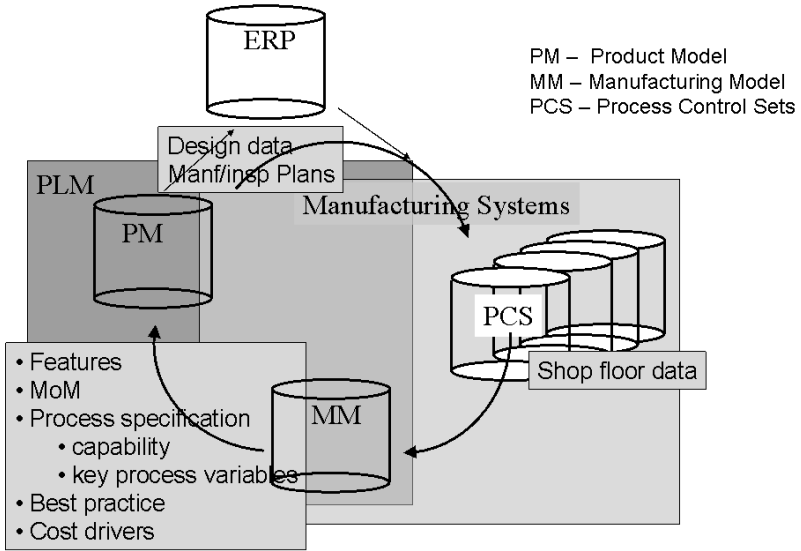 ERP
PM – Product Model
MM – Manufacturing Model
PCS – Process Control Sets
Design data
Manf/insp Plans
PLM
Manufacturing Systems
PM
PCS
Shop floor data
• Features
• MoM
• Process specification
• capability
• key process variables
• Best practice
• Cost drivers
MM